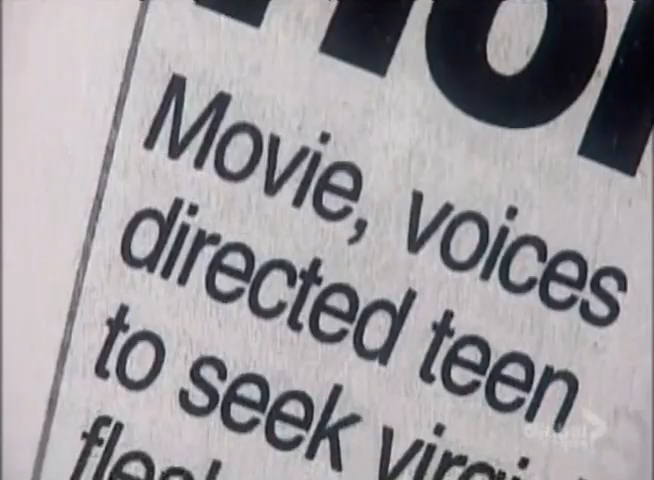 Movie, voices
directed teen
to seek